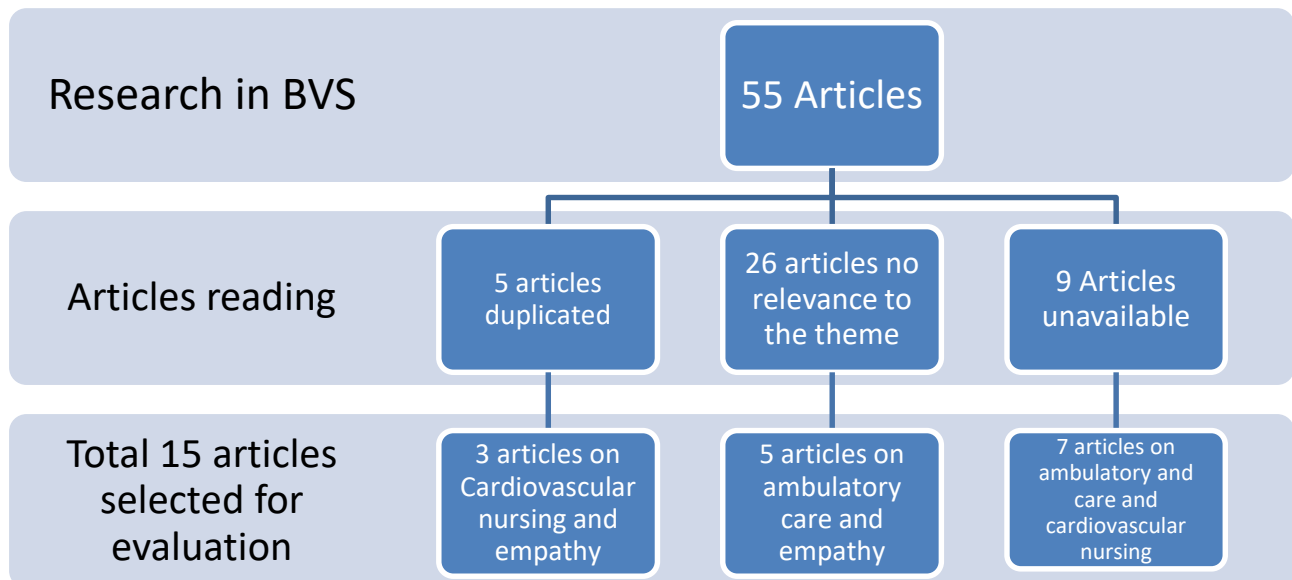 Research in BVS
55 Articles
Articles reading
5 articles
duplicated
26 articles no
relevance to
the theme
9 Articles
unavailable
Total 15 articles
selected for
evaluation
3 articles on
Cardiovascular
nursing and
empathy
5 articles on
ambulatory
care and
empathy
7 articles on
ambulatory and
care and
cardiovascular
nursing